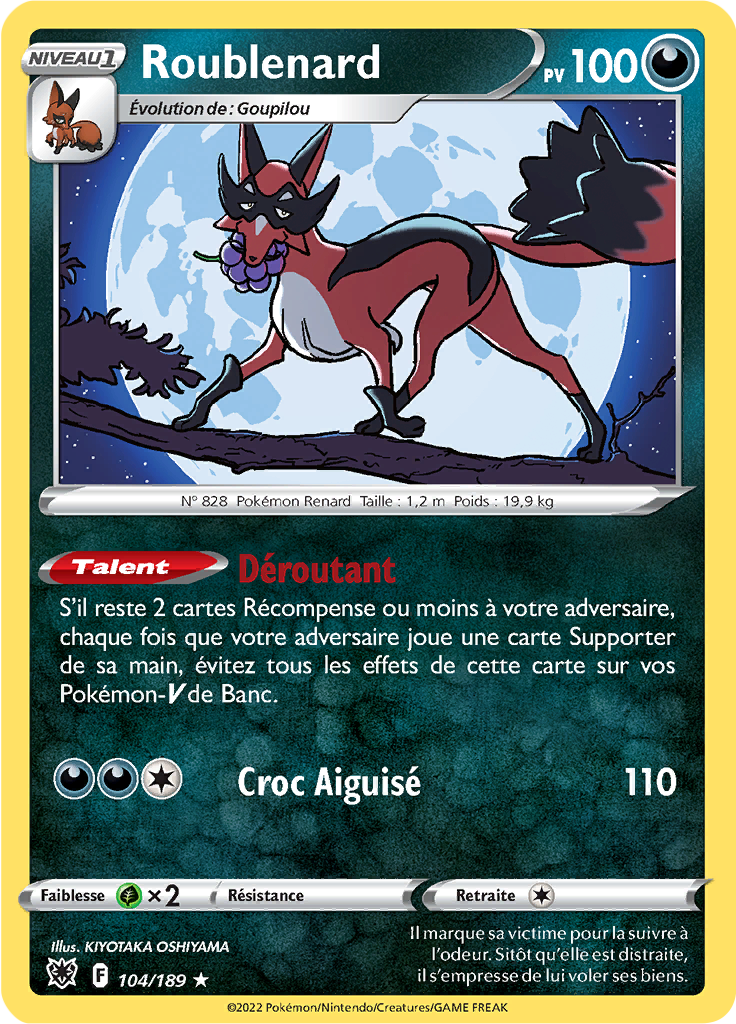 NIVEAU 1
Roublenard
PV 100
Évolution de : Goupilou
N° 828 Pokémon Renard Taille : 1,2 m Poids : 19,9 kg
Talent Déroutant
S'il reste 2 cartes Récompense ou moins à votre adversaire,
chaque fois que votre adversaire joue une carte Supporter
de sa main, évitez tous les effets de cette carte sur vos
Pokémon-V de Banc.
Croc Aiguisé 110
Faiblesse ×2 Résistance Retraite
Illus. KIYOTAKA OSHIYAMA
F 104/189 ★
Il marque sa victime pour la suivre à
l'odeur. Sitôt qu'elle est distraite,
il s'empresse de lui voler ses biens.
©2022 Pokémon/Nintendo/Creatures/GAME FREAK